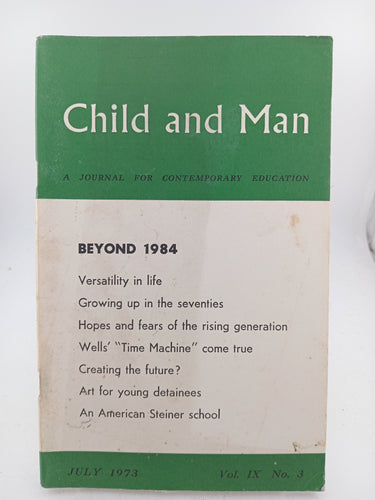 Child and Man
A JOURNAL FOR CONTEMPORARY EDUCATION
BEYOND 1984
Versatility in life
Growing up in the seventies
Hopes and fears of the rising generation
Wells' "Time Machine" come true
Creating the future?
Art for young detainees
An American Steiner school
JULY 1973 Vol. IX No. 3